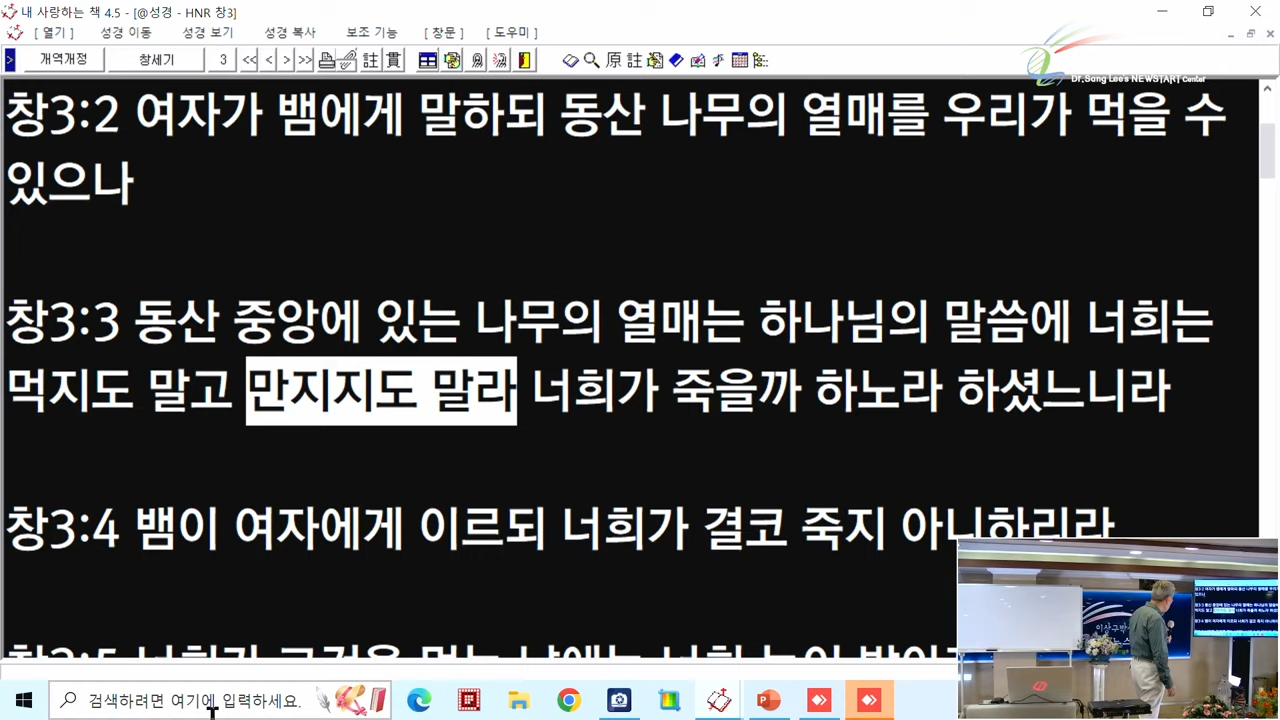 내 사랑하는 책 4.5 - [@성경 - HNR 창3]
[ 열기 ] 성경 이동 성경 보기 성경 복사 보조 기능 [ 창문 ] [ 도우미 ]
개역개정 창세기 3 << < > >> 註 貫 原 註
Dr.Sang Lee's NEWSTART Center
창3:2 여자가 뱀에게 말하되 동산 나무의 열매를 우리가 먹을 수
있으나
창3:3 동산 중앙에 있는 나무의 열매는 하나님의 말씀에 너희는
먹지도 말고 만지지도 말라 너희가 죽을까 하노라 하셨느니라
창3:4 뱀이 여자에게 이르되 너희가 결코 죽지 아니하리라
검색하려면 여기에 입력하세요.